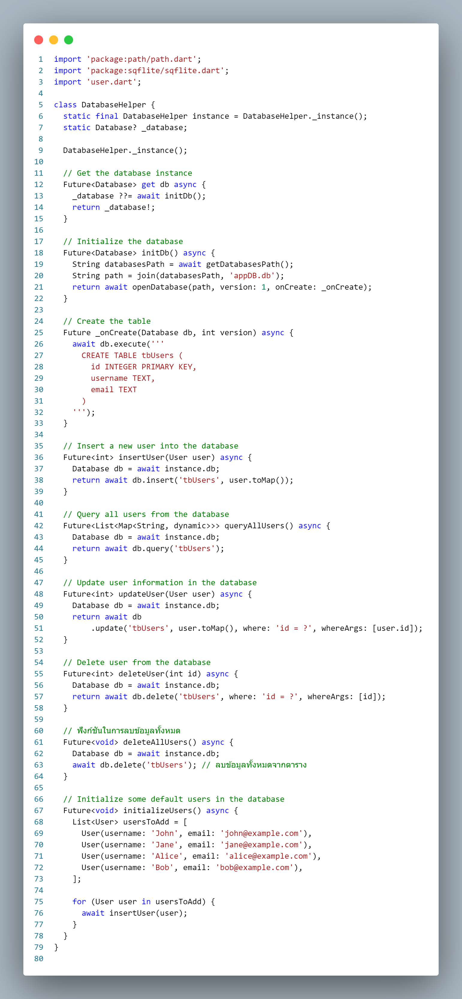 1 import 'package:path/path.dart';
2 import 'package:sqflite/sqflite.dart';
3 import 'user.dart';
4
5 class DatabaseHelper {
6   static final DatabaseHelper instance = DatabaseHelper._instance();
7   static Database? _database;
8
9   DatabaseHelper._instance();
10
11   // Get the database instance
12   Future<Database> get db async {
13     _database ??= await initDb();
14     return _database!;
15   }
16
17   // Initialize the database
18   Future<Database> initDb() async {
19     String databasesPath = await getDatabasesPath();
20     String path = join(databasesPath, 'appDB.db');
21     return await openDatabase(path, version: 1, onCreate: _onCreate);
22   }
23
24   // Create the table
25   Future _onCreate(Database db, int version) async {
26     await db.execute('''
27       CREATE TABLE tbUsers (
28         id INTEGER PRIMARY KEY,
29         username TEXT,
30         email TEXT
31       )
32     ''');
33   }
34
35   // Insert a new user into the database
36   Future<int> insertUser(User user) async {
37     Database db = await instance.db;
38     return await db.insert('tbUsers', user.toMap());
39   }
40
41   // Query all users from the database
42   Future<List<Map<String, dynamic>>> queryAllUsers() async {
43     Database db = await instance.db;
44     return await db.query('tbUsers');
45   }
46
47   // Update user information in the database
48   Future<int> updateUser(User user) async {
49     Database db = await instance.db;
50     return await db
51         .update('tbUsers', user.toMap(), where: 'id = ?', whereArgs: [user.id]);
52   }
53
54   // Delete user from the database
55   Future<int> deleteUser(int id) async {
56     Database db = await instance.db;
57     return await db.delete('tbUsers', where: 'id = ?', whereArgs: [id]);
58   }
59
60   // ฟังก์ชันในการลบข้อมูลทั้งหมด
61   Future<void> deleteAllUsers() async {
62     Database db = await instance.db;
63     await db.delete('tbUsers'); // ลบข้อมูลทั้งหมดจากตาราง
64   }
65
66   // Initialize some default users in the database
67   Future<void> initializeUsers() async {
68     List<User> usersToAdd = [
69       User(username: 'John', email: 'john@example.com'),
70       User(username: 'Jane', email: 'jane@example.com'),
71       User(username: 'Alice', email: 'alice@example.com'),
72       User(username: 'Bob', email: 'bob@example.com'),
73     ];
74
75     for (User user in usersToAdd) {
76       await insertUser(user);
77     }
78   }
79 }
80